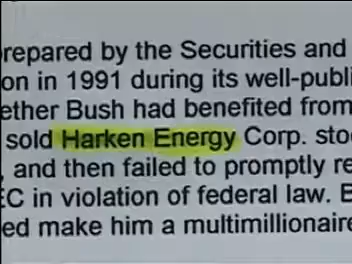 repared by the Securities and
on in 1991 during its well-publi
ether Bush had benefited from
sold Harken Energy Corp. sto
, and then failed to promptly re
EC in violation of federal law. B
ed make him a multimillionaire